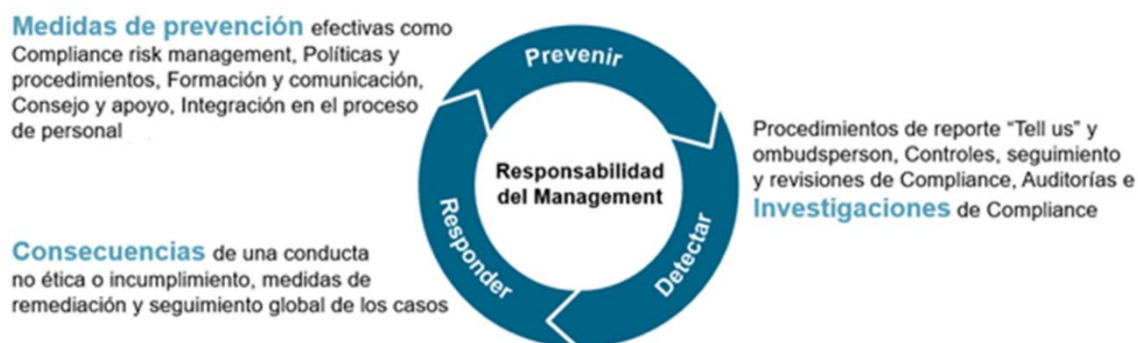 Medidas de prevención efectivas como
Compliance risk management, Políticas y
procedimientos, Formación y comunicación,
Consejo y apoyo, Integración en el proceso
de personal
Prevenir
Responsabilidad
del Management
Procedimientos de reporte “Tell us” y
ombudsperson, Controles, seguimiento
y revisiones de Compliance, Auditorías e
Investigaciones de Compliance
Detectar
Responder
Consecuencias de una conducta
no ética o incumplimiento, medidas de
remediación y seguimiento global de los casos